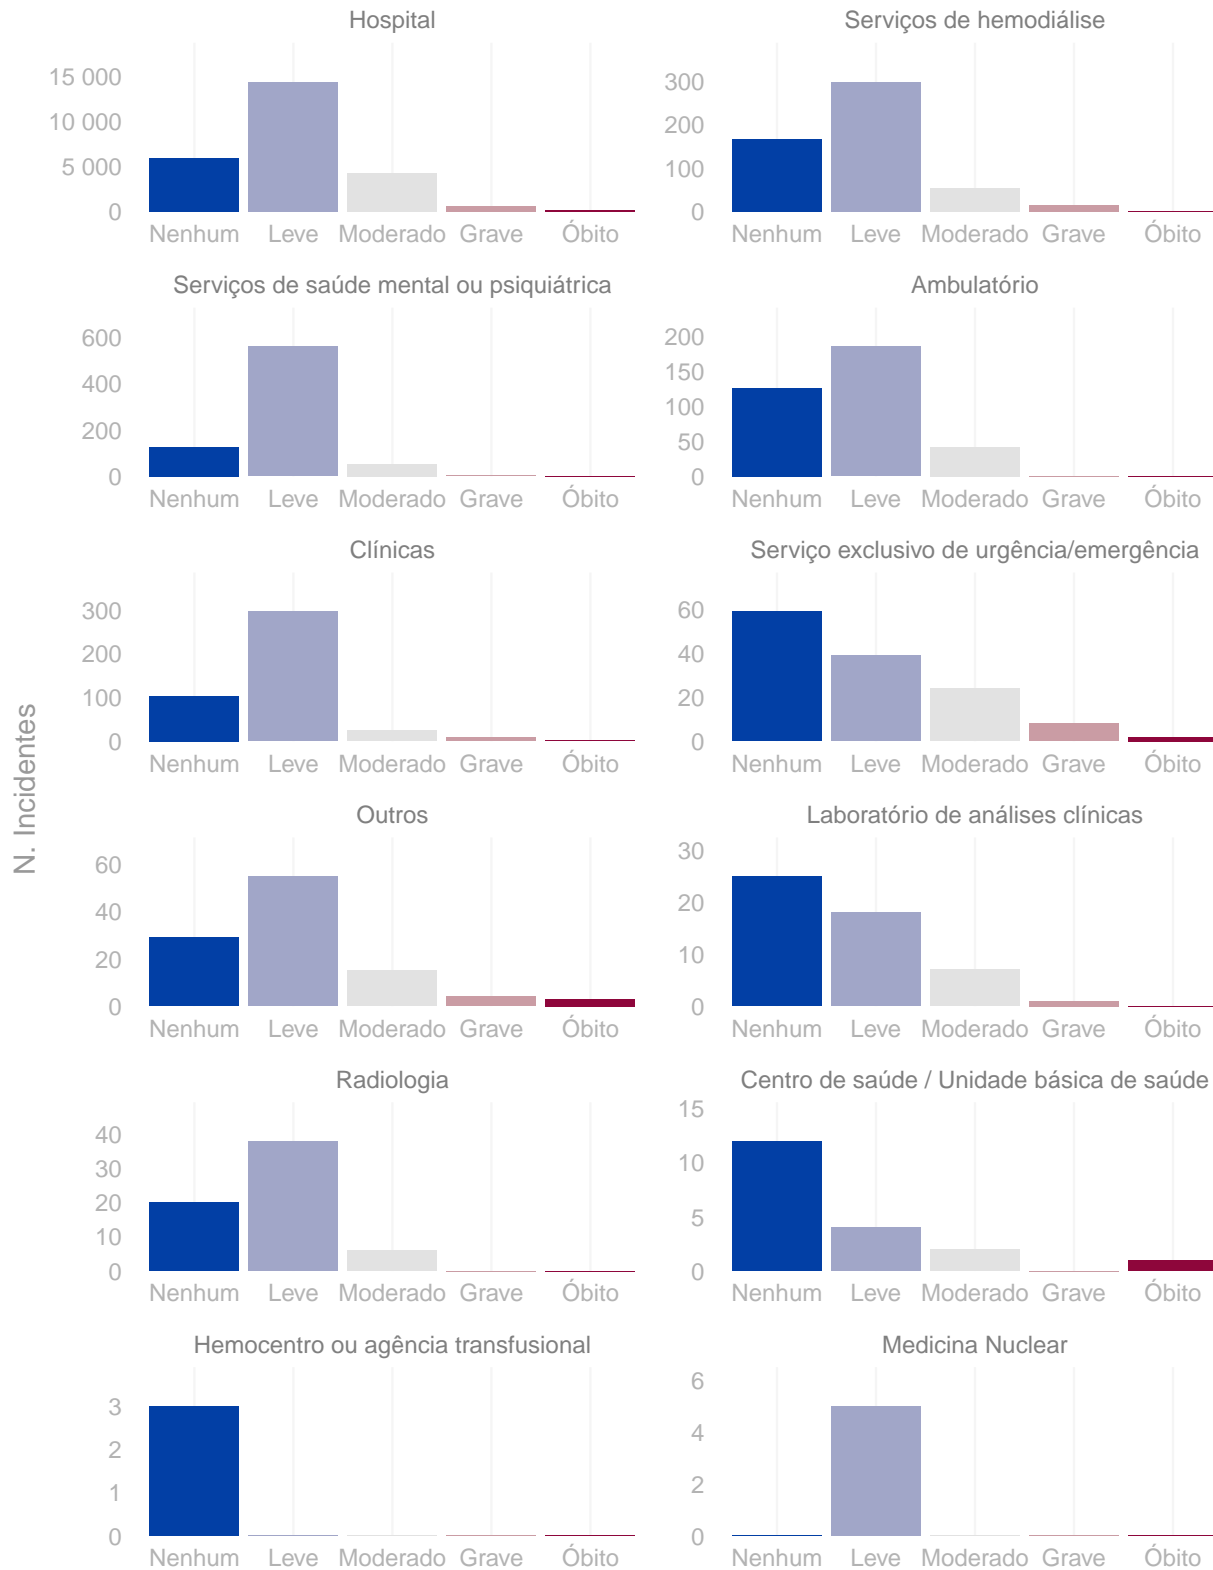 Hospital
15 000
10 000
5 000
0
Nenhum Leve Moderado Grave Óbito
Serviços de hemodiálise
300
200
100
0
Nenhum Leve Moderado Grave Óbito
Serviços de saúde mental ou psiquiátrica
600
400
200
0
Nenhum Leve Moderado Grave Óbito
Ambulatório
200
150
100
50
0
Nenhum Leve Moderado Grave Óbito
Clínicas
300
200
100
0
Nenhum Leve Moderado Grave Óbito
Serviço exclusivo de urgência/emergência
60
40
20
0
Nenhum Leve Moderado Grave Óbito
N. Incidentes
Outros
60
40
20
0
Nenhum Leve Moderado Grave Óbito
Laboratório de análises clínicas
30
20
10
0
Nenhum Leve Moderado Grave Óbito
Radiologia
40
30
20
10
0
Nenhum Leve Moderado Grave Óbito
Centro de saúde / Unidade básica de saúde
15
10
5
0
Nenhum Leve Moderado Grave Óbito
Hemocentro ou agência transfusional
3
2
1
0
Nenhum Leve Moderado Grave Óbito
Medicina Nuclear
6
4
2
0
Nenhum Leve Moderado Grave Óbito